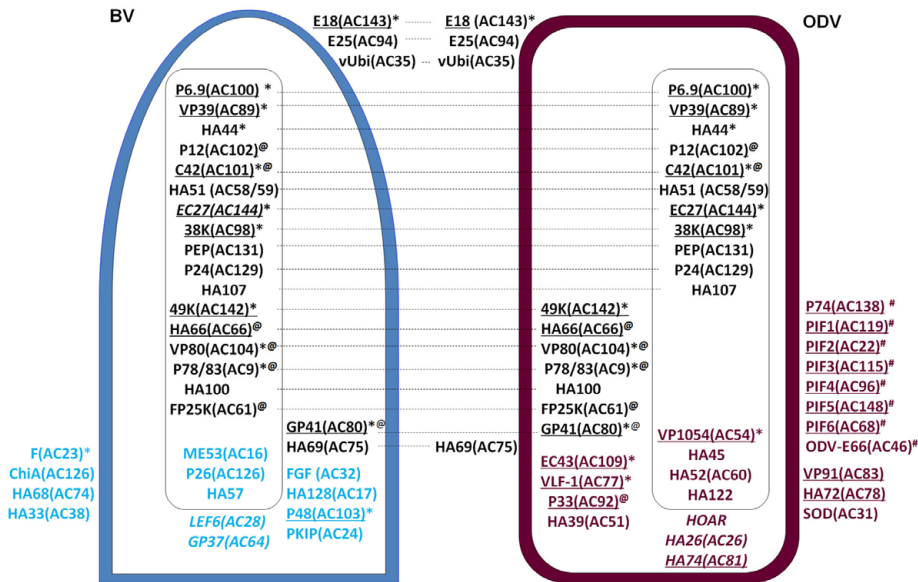 BV
ODV
E18(AC143)* E18 (AC143)*
E25(AC94) E25(AC94)
vUbi(AC35) vUbi(AC35)
P6.9(AC100) * P6.9(AC100) *
VP39(AC89)* VP39(AC89)*
HA44* HA44*
P12(AC102)@ P12(AC102)@
C42(AC101)*@ C42(AC101)*@
HA51 (AC58/59) HA51 (AC58/59)
EC27(AC144)* EC27(AC144)*
38K(AC98)* 38K(AC98)*
PEP(AC131) PEP(AC131)
P24(AC129) P24(AC129)
HA107 HA107
49K(AC142)* 49K(AC142)*
HA66(AC66)@ HA66(AC66)@
VP80(AC104)*@ VP80(AC104)*@
P78/83(AC9)*@ P78/83(AC9)*@
HA100 HA100
FP25K(AC61)@ FP25K(AC61)@
GP41(AC80)*@ GP41(AC80)*@
HA69(AC75) HA69(AC75)
F(AC23)*
ChiA(AC126)
HA68(AC74)
HA33(AC38)
ME53(AC16)
P26(AC126)
HA57
LEF6(AC28)
GP37(AC64)
FGF (AC32)
HA128(AC17)
P48(AC103)*
PKIP(AC24)
EC43(AC109)*
VLF-1(AC77)*
P33(AC92)@
HA39(AC51)
VP1054(AC54)*
HA45
HA52(AC60)
HA122
HOAR
HA26(AC26)
HA74(AC81)
P74(AC138) #
PIF1(AC119)#
PIF2(AC22)#
PIF3(AC115)#
PIF4(AC96)#
PIF5(AC148)#
PIF6(AC68)#
ODV-E66(AC46)#
VP91(AC83)
HA72(AC78)
SOD(AC31)